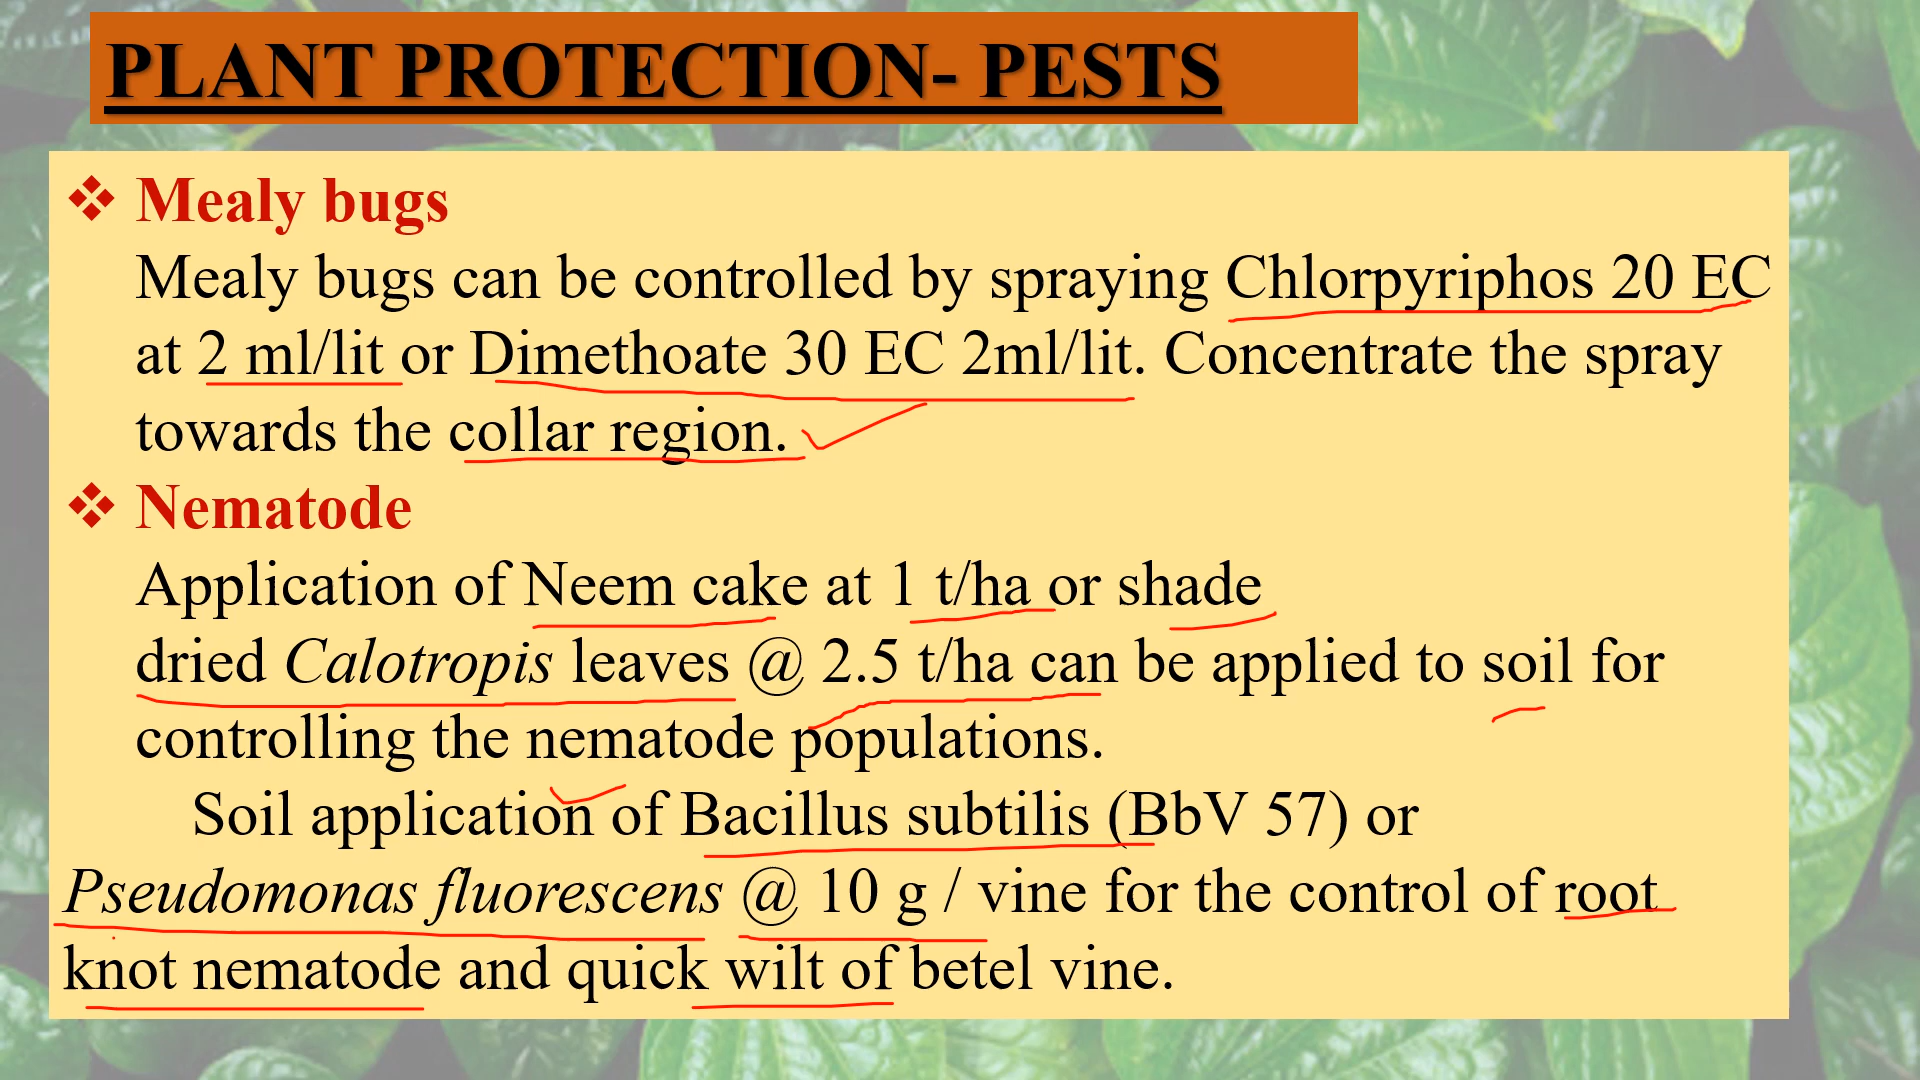 PLANT PROTECTION- PESTS
❖ Mealy bugs
Mealy bugs can be controlled by spraying Chlorpyriphos 20 EC
at 2 ml/lit or Dimethoate 30 EC 2ml/lit. Concentrate the spray
towards the collar region.
❖ Nematode
Application of Neem cake at 1 t/ha or shade
dried Calotropis leaves @ 2.5 t/ha can be applied to soil for
controlling the nematode populations.
Soil application of Bacillus subtilis (BbV 57) or
Pseudomonas fluorescens @ 10 g / vine for the control of root
knot nematode and quick wilt of betel vine.